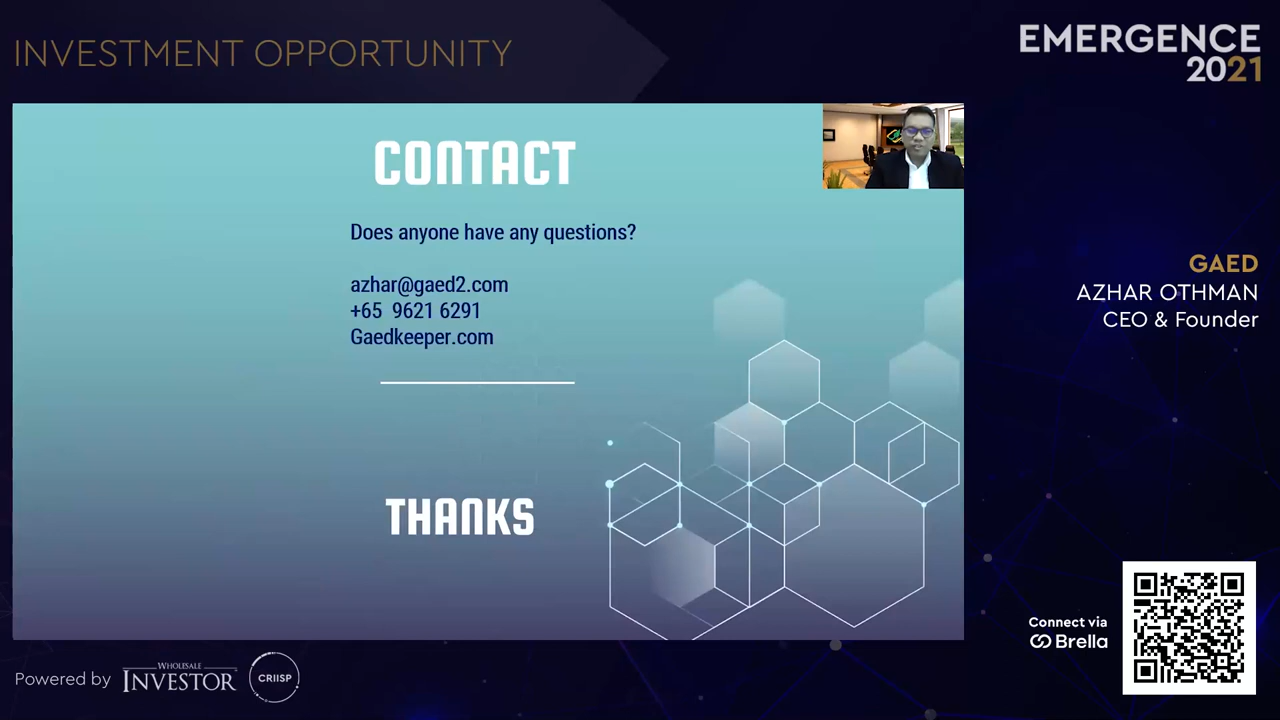 INVESTMENT OPPORTUNITY
EMERGENCE
2021
CONTACT
Does anyone have any questions?
azhar@gaed2.com
+65 9621 6291
Gaedkeeper.com
THANKS
GAED
AZHAR OTHMAN
CEO & Founder
Connect via
Brella
Powered by
WHOLESALE
INVESTOR
CRIISP